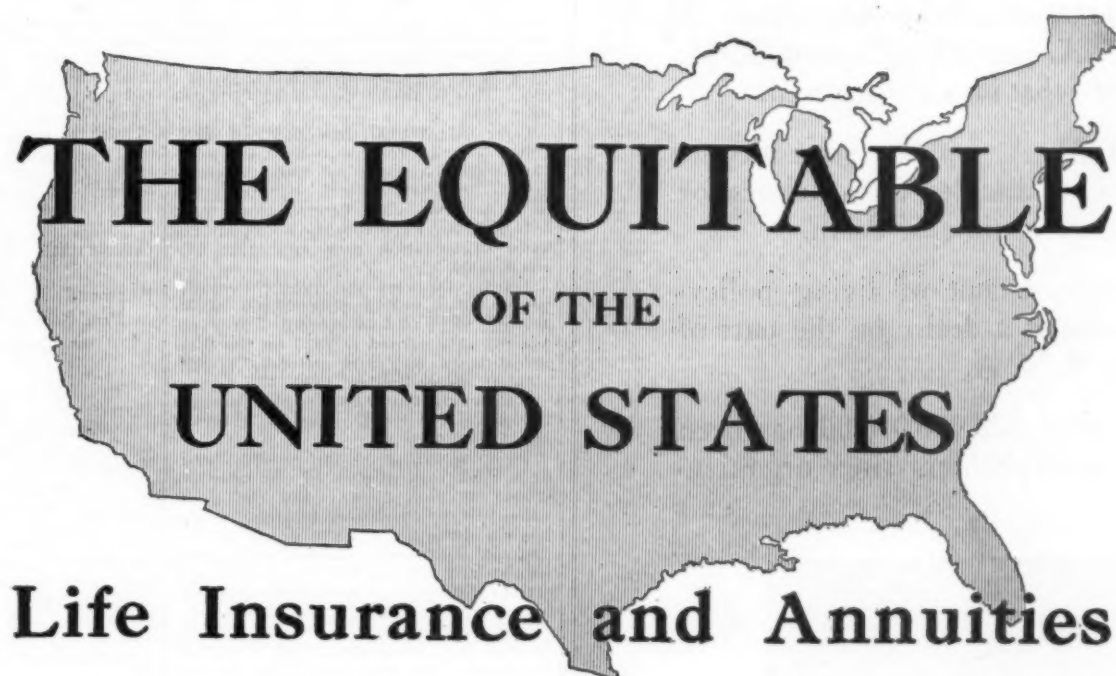 THE EQUITABLE
OF THE
UNITED STATES
Life Insurance and Annuities